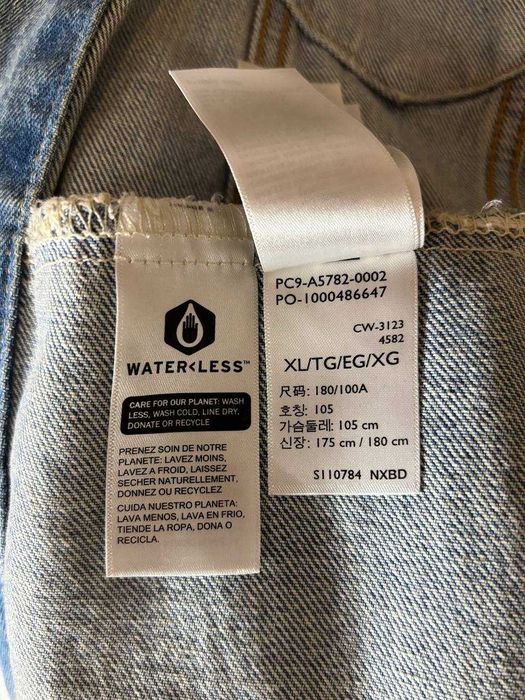 WATER<LESS™
CARE FOR OUR PLANET: WASH
LESS, WASH COLD, LINE DRY,
DONATE OR RECYCLE
PRENEZ SOIN DE NOTRE
PLANETE: LAVEZ MOINS,
LAVEZ A FROID, LAISSEZ
SECHER NATURELLEMENT,
DONNEZ OU RECYCLEZ
CUIDA NUESTRO PLANETA:
LAVA MENOS, LAVA EN FRIO,
TIENDE LA ROPA, DONA O
RECICLA.
PC9-A5782-0002
PO-1000486647
CW-3123
4582
XL/TG/EG/XG
尺码: 180/100A
호칭: 105
가슴둘레: 105 cm
신장: 175 cm / 180 cm
S110784 NXBD